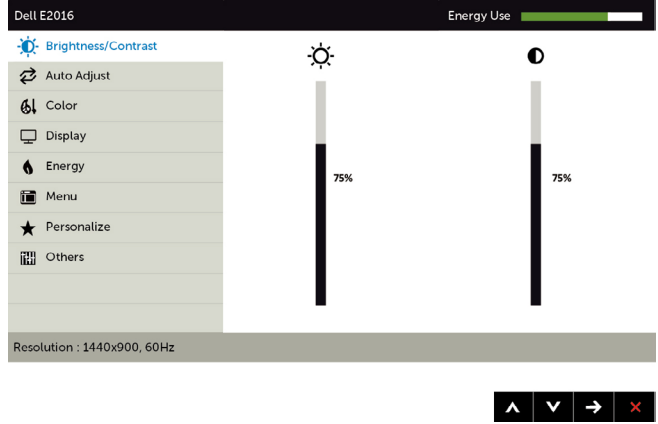 Dell E2016
Energy Use
Brightness/Contrast
Auto Adjust
Color
Display
Energy
Menu
Personalize
Others
75%
75%
Resolution : 1440x900, 60Hz